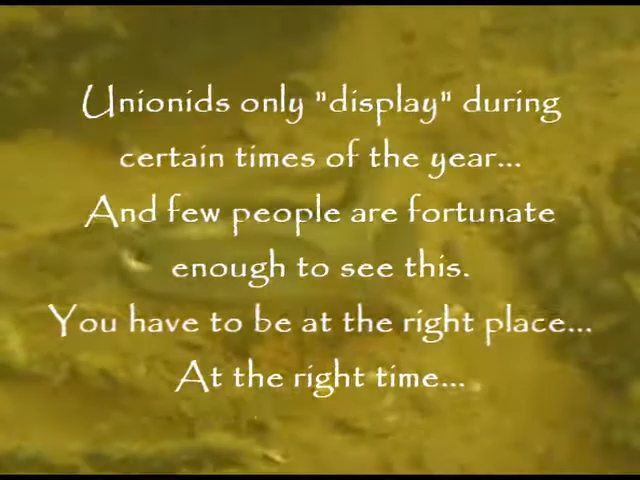 Unionids only "display" during
certain times of the year...
And few people are fortunate
enough to see this.
You have to be at the right place...
At the right time...